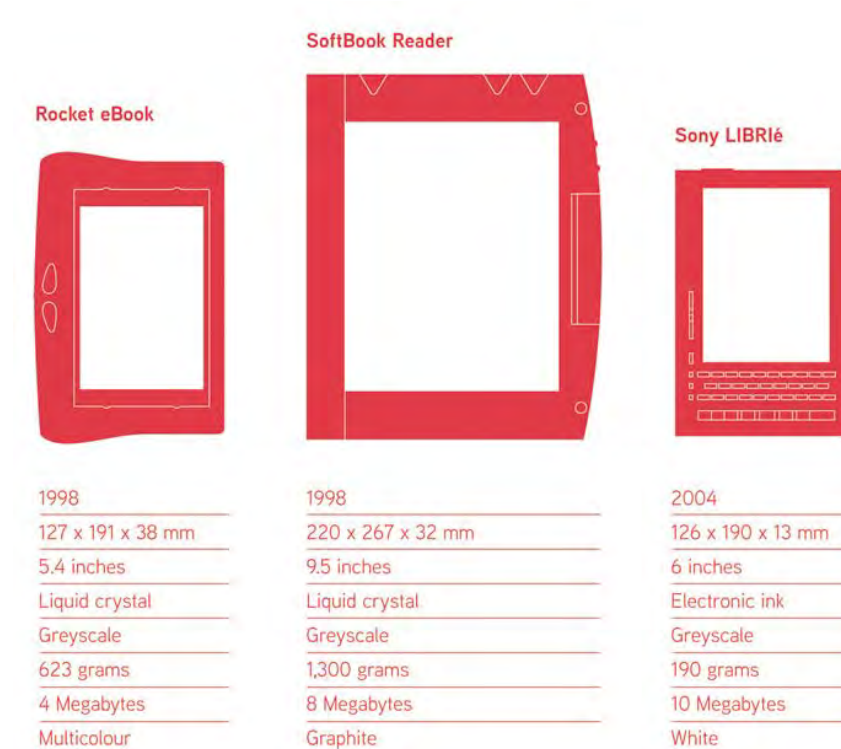 Rocket eBook
1998
127 x 191 x 38 mm
5.4 inches
Liquid crystal
Greyscale
623 grams
4 Megabytes
Multicolour
SoftBook Reader
1998
220 x 267 x 32 mm
9.5 inches
Liquid crystal
Greyscale
1,300 grams
8 Megabytes
Graphite
Sony LIBRIé
2004
126 x 190 x 13 mm
6 inches
Electronic ink
Greyscale
190 grams
10 Megabytes
White